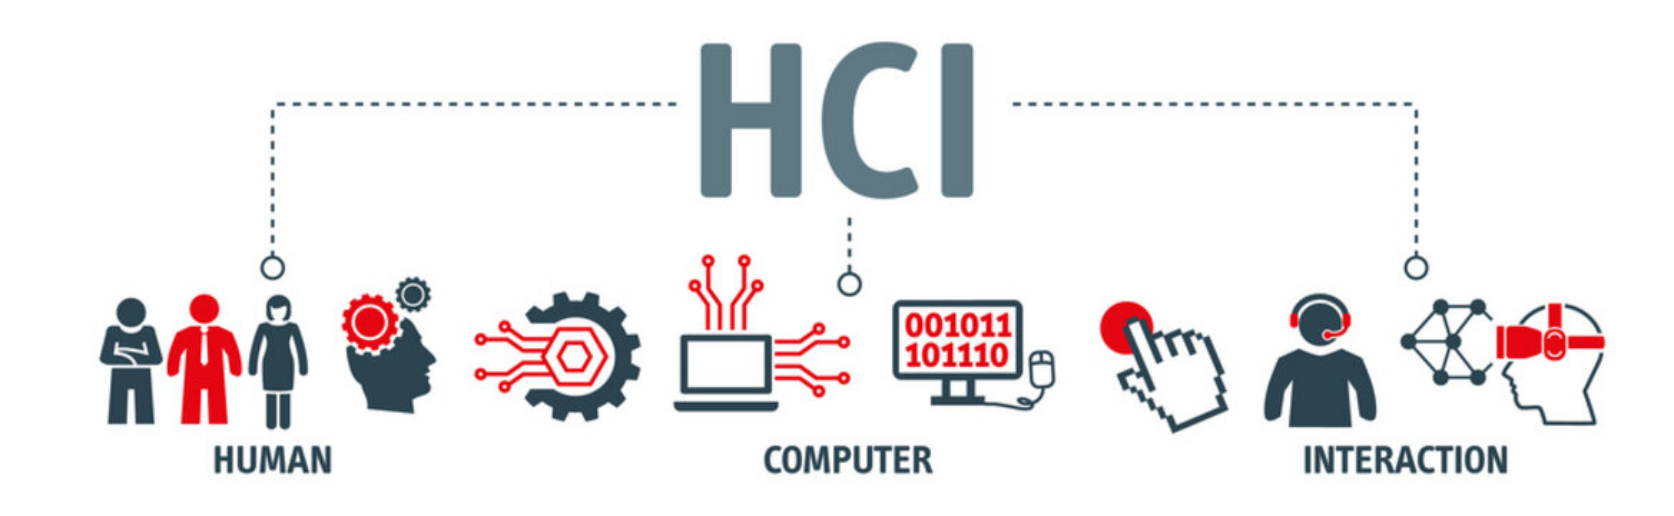 HCI
001011
101110
HUMAN
COMPUTER
INTERACTION